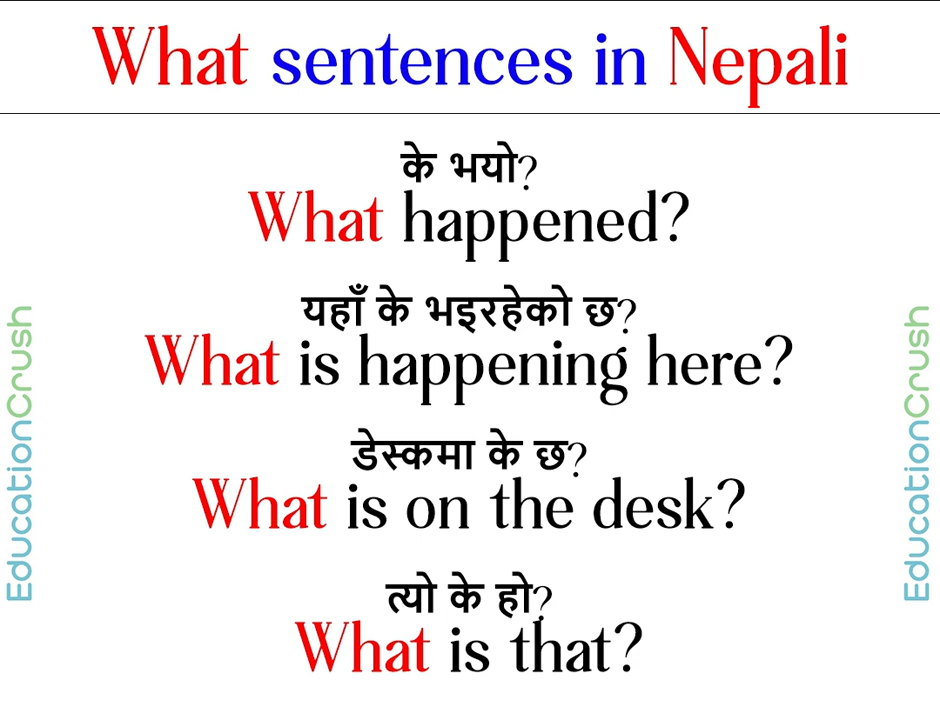 What sentences in Nepali
के भयो?
What happened?
यहाँ के भइरहेको छ?
What is happening here?
डेस्कमा के छ?
What is on the desk?
त्यो के हो?
What is that?
EducationCrush
EducationCrush